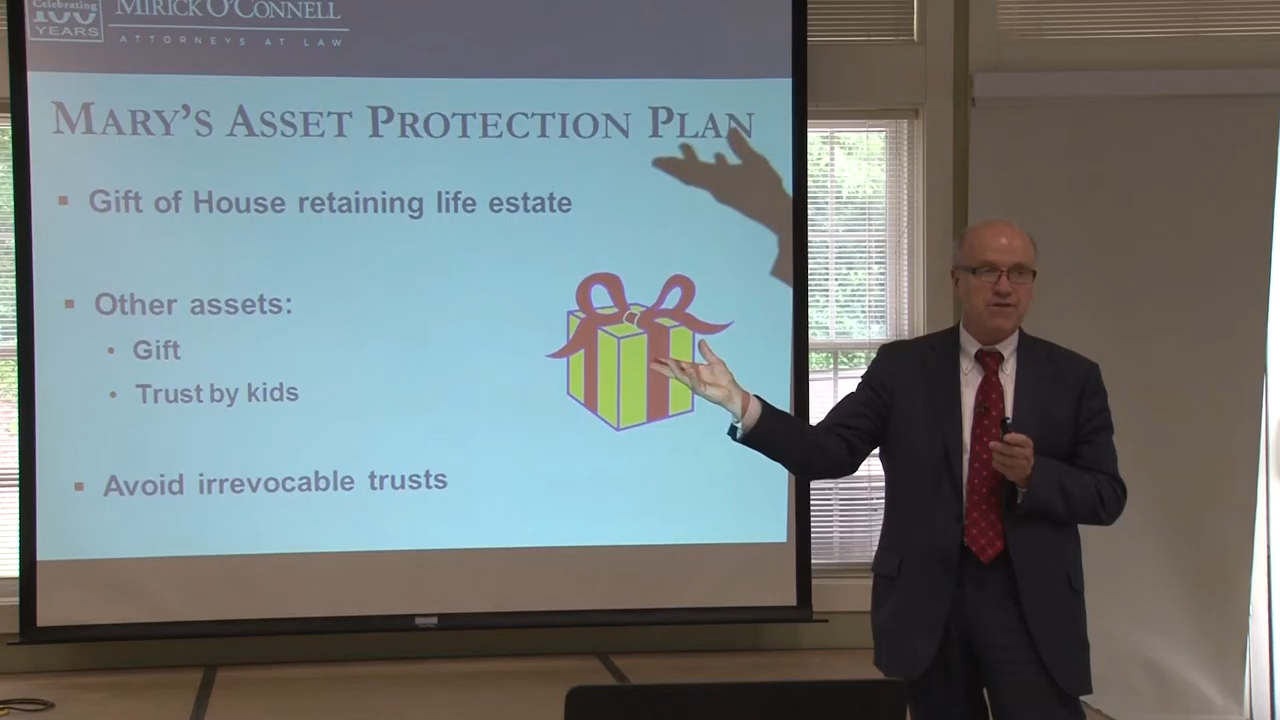 Celebrating
100
YEARS
MIRICK O'CONNELL
ATTORNEYS AT LAW
MARY'S ASSET PROTECTION PLAN
Gift of House retaining life estate
Other assets:
Gift
Trust by kids
Avoid irrevocable trusts